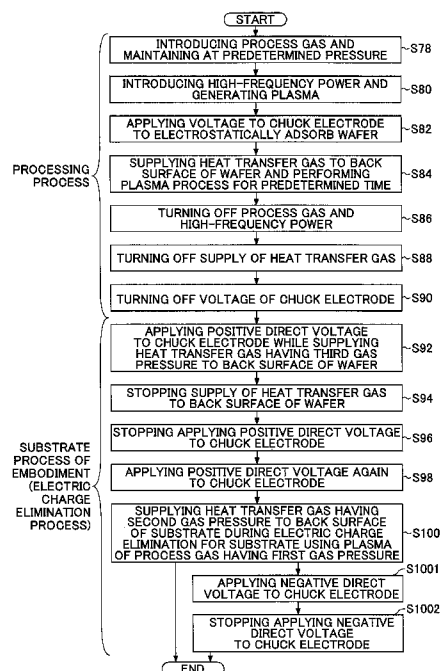 START
INTRODUCING PROCESS GAS AND
MAINTAINING AT PREDETERMINED PRESSURE
S78
INTRODUCING HIGH-FREQUENCY POWER AND
GENERATING PLASMA
S80
APPLYING VOLTAGE TO CHUCK ELECTRODE
TO ELECTROSTATICALLY ADSORB WAFER
S82
PROCESSING
PROCESS
SUPPLYING HEAT TRANSFER GAS TO BACK
SURFACE OF WAFER AND PERFORMING
PLASMA PROCESS FOR PREDETERMINED TIME
S84
TURNING OFF PROCESS GAS AND
HIGH-FREQUENCY POWER
S86
TURNING OFF SUPPLY OF HEAT TRANSFER GAS
S88
TURNING OFF VOLTAGE OF CHUCK ELECTRODE
S90
APPLYING POSITIVE DIRECT VOLTAGE
TO CHUCK ELECTRODE WHILE SUPPLYING
HEAT TRANSFER GAS HAVING THIRD GAS
PRESSURE TO BACK SURFACE OF WAFER
S92
STOPPING SUPPLY OF HEAT TRANSFER GAS
TO BACK SURFACE OF WAFER
S94
SUBSTRATE
PROCESS OF
EMBODIMENT
(ELECTRIC
CHARGE
ELIMINATION
PROCESS)
STOPPING APPLYING POSITIVE DIRECT VOLTAGE
TO CHUCK ELECTRODE
S96
APPLYING POSITIVE DIRECT VOLTAGE AGAIN
TO CHUCK ELECTRODE
S98
SUPPLYING HEAT TRANSFER GAS HAVING
SECOND GAS PRESSURE TO BACK SURFACE
OF SUBSTRATE DURING ELECTRIC CHARGE
ELIMINATION FOR SUBSTRATE USING PLASMA
OF PROCESS GAS HAVING FIRST GAS PRESSURE
S100
S1001
APPLYING NEGATIVE DIRECT
VOLTAGE TO CHUCK ELECTRODE
S1002
STOPPING APPLYING NEGATIVE
DIRECT VOLTAGE
TO CHUCK ELECTRODE
END